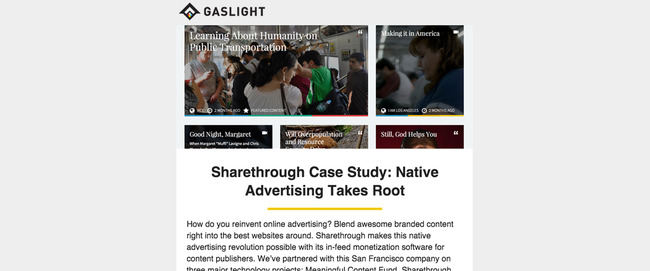 GASLIGHT
Learning About Humanity on
Public Transportation
Making it in America
2 MONTHS AGO FEATURED CONTENT
I AM LOS ANGELES 2 MONTHS AGO
Good Night, Margaret
When Margaret "Muffi" Lavigne and Chris
Will Overpopulation
and Resource
Still, God Helps You
Sharethrough Case Study: Native
Advertising Takes Root
How do you reinvent online advertising? Blend awesome branded content
right into the best websites around. Sharethrough makes this native
advertising revolution possible with its in-feed monetization software for
content publishers. We've partnered with this San Francisco company on
three major technology projects: Meaningful Content Fund, Sharethrough